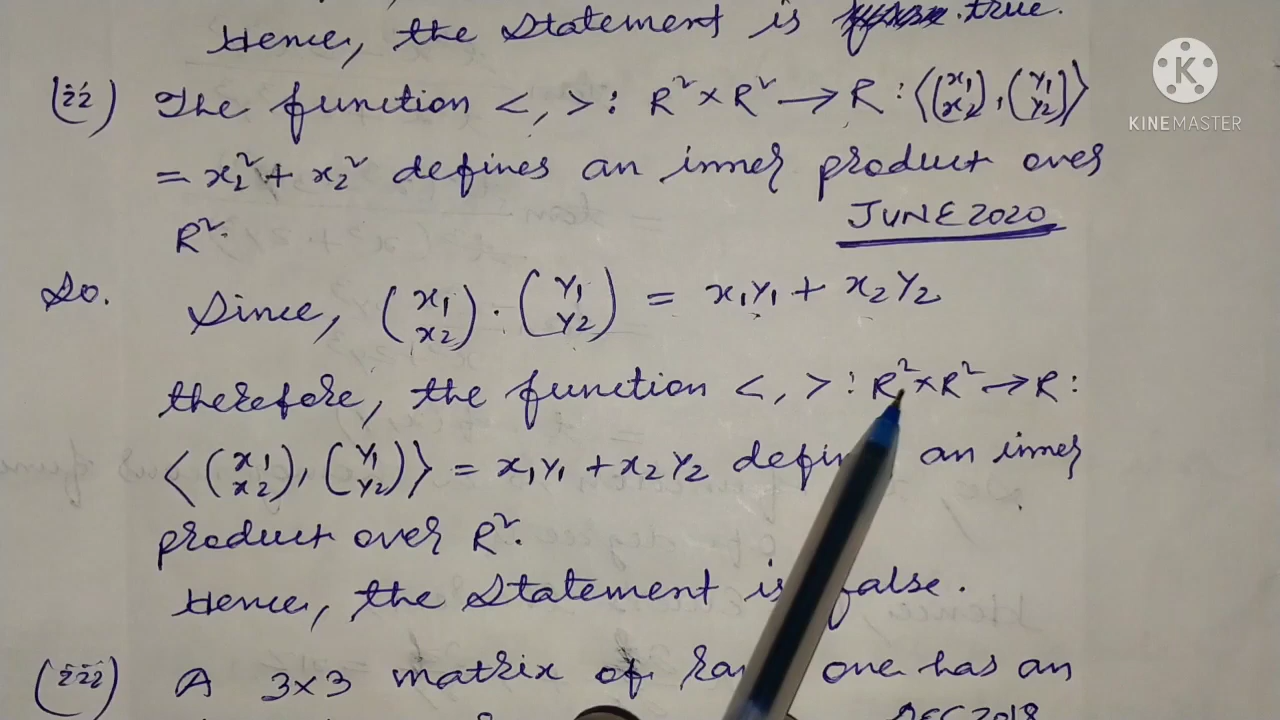 Hence, the Statement is true.
(ii) The function < , > : R² × R² → R : ⟨(x₁ x₂), (y₁ y₂)⟩
KINEMASTER
= x₁² + x₂² defines an inner product over
R².
JUNE 2020
So. Since, (x₁ x₂) · (y₁ y₂) = x₁y₁ + x₂y₂
therefore, the function < , > : R² × R² → R :
⟨(x₁ x₂), (y₁ y₂)⟩ = x₁y₁ + x₂y₂ defin an inner
product over R².
Hence, the Statement is false.
(iii) A 3×3 matrix of one has an
DEC 2018